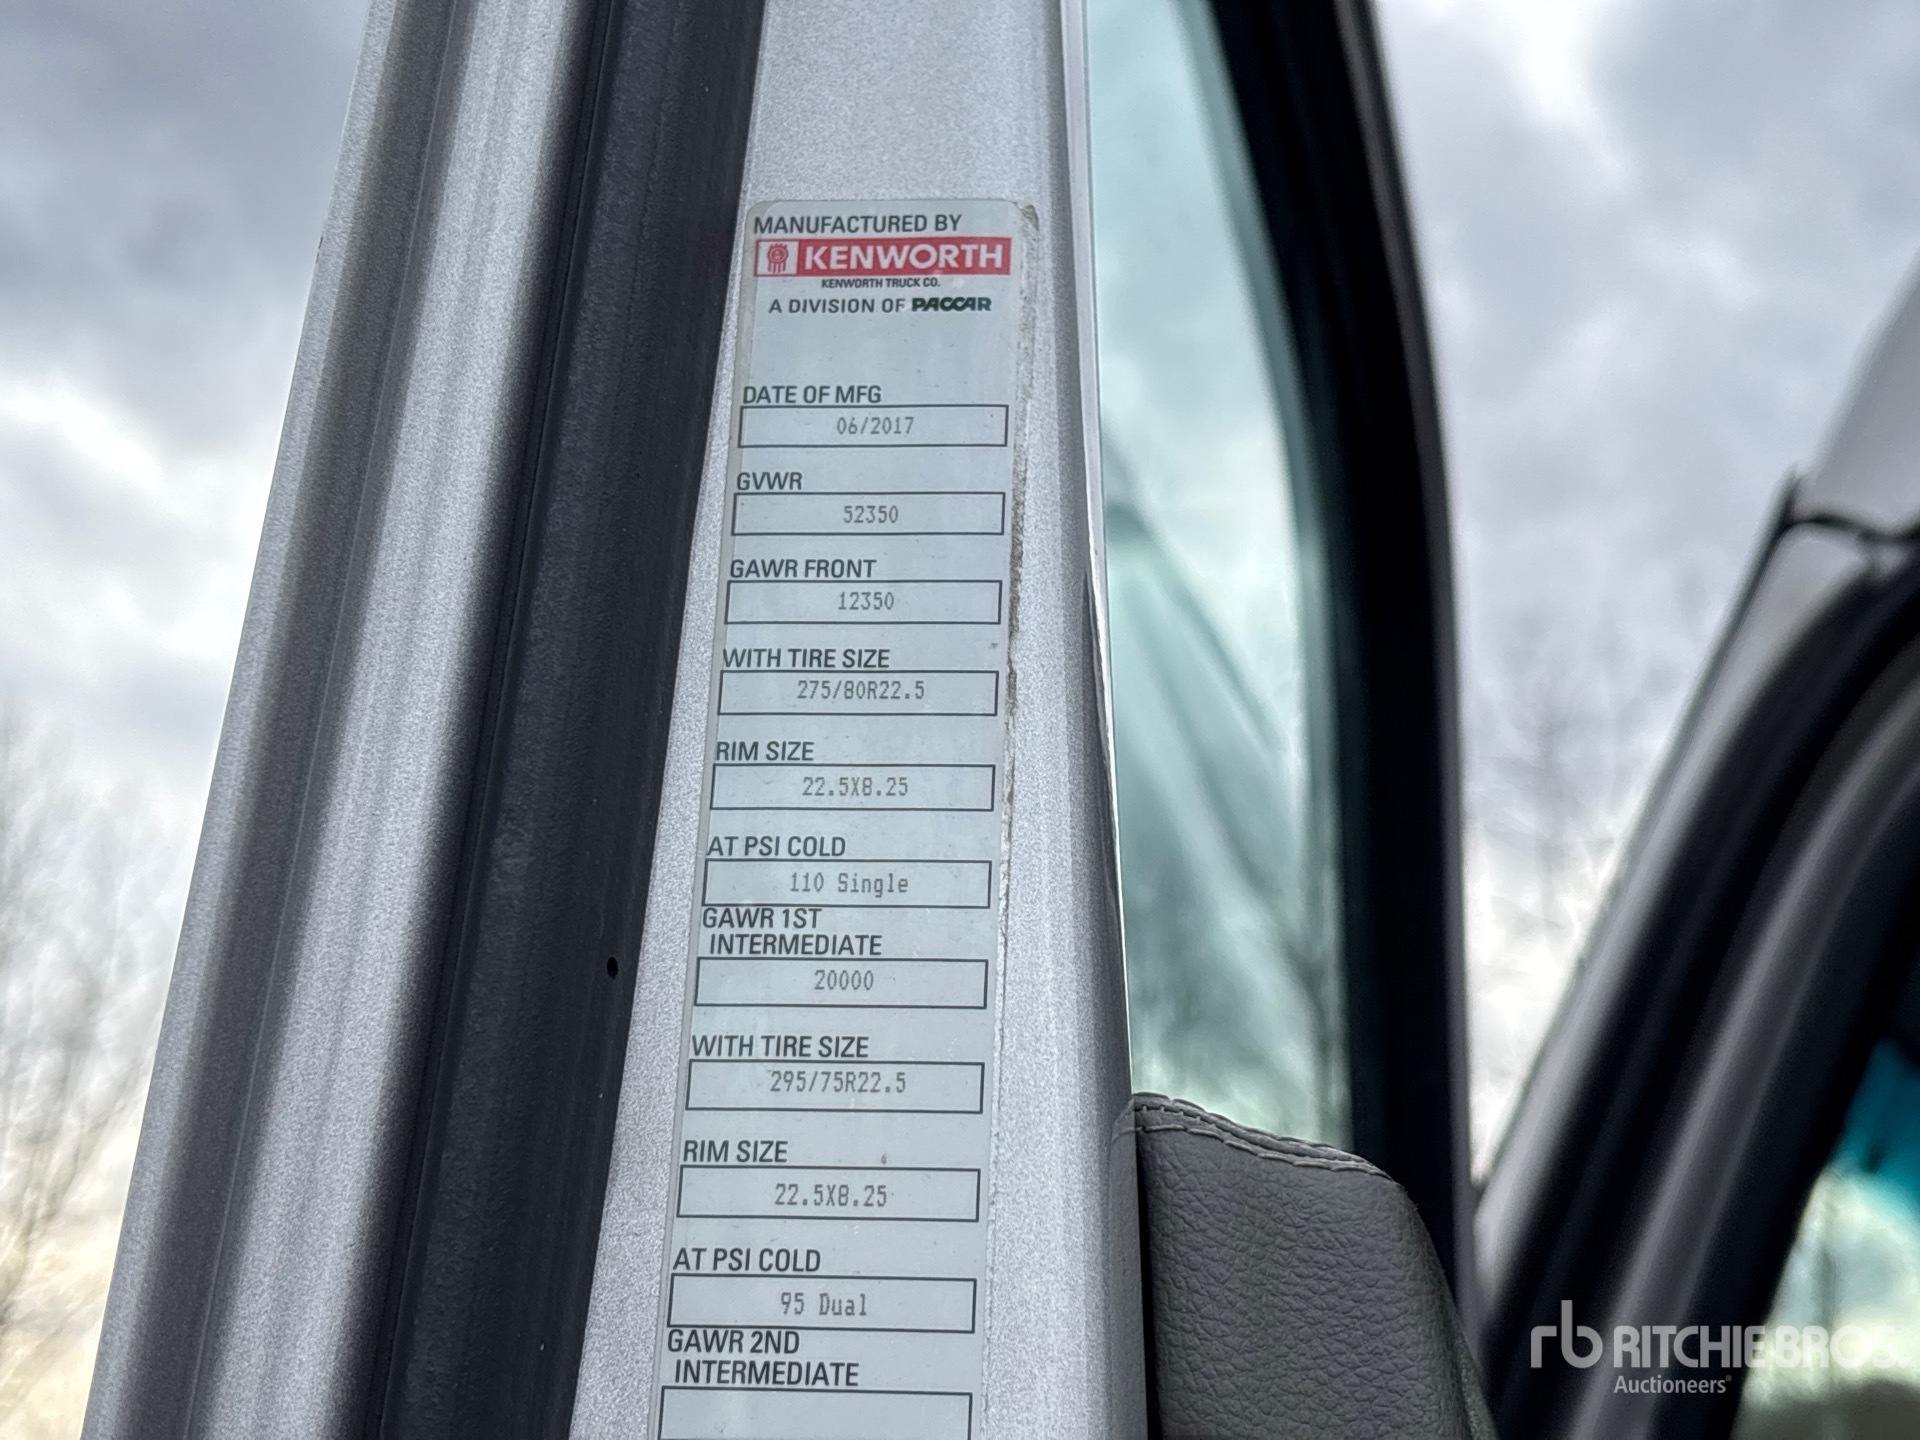 MANUFACTURED BY
KENWORTH
KENWORTH TRUCK CO.
A DIVISION OF PACCAR
DATE OF MFG
06/2017
GVWR
52350
GAWR FRONT
12350
WITH TIRE SIZE
275/80R22.5
RIM SIZE
22.5X8.25
AT PSI COLD
110 Single
GAWR 1ST
INTERMEDIATE
20000
WITH TIRE SIZE
295/75R22.5
RIM SIZE
22.5X8.25
AT PSI COLD
95 Dual
GAWR 2ND
INTERMEDIATE
rb RITCHIE BROS.
Auctioneers®